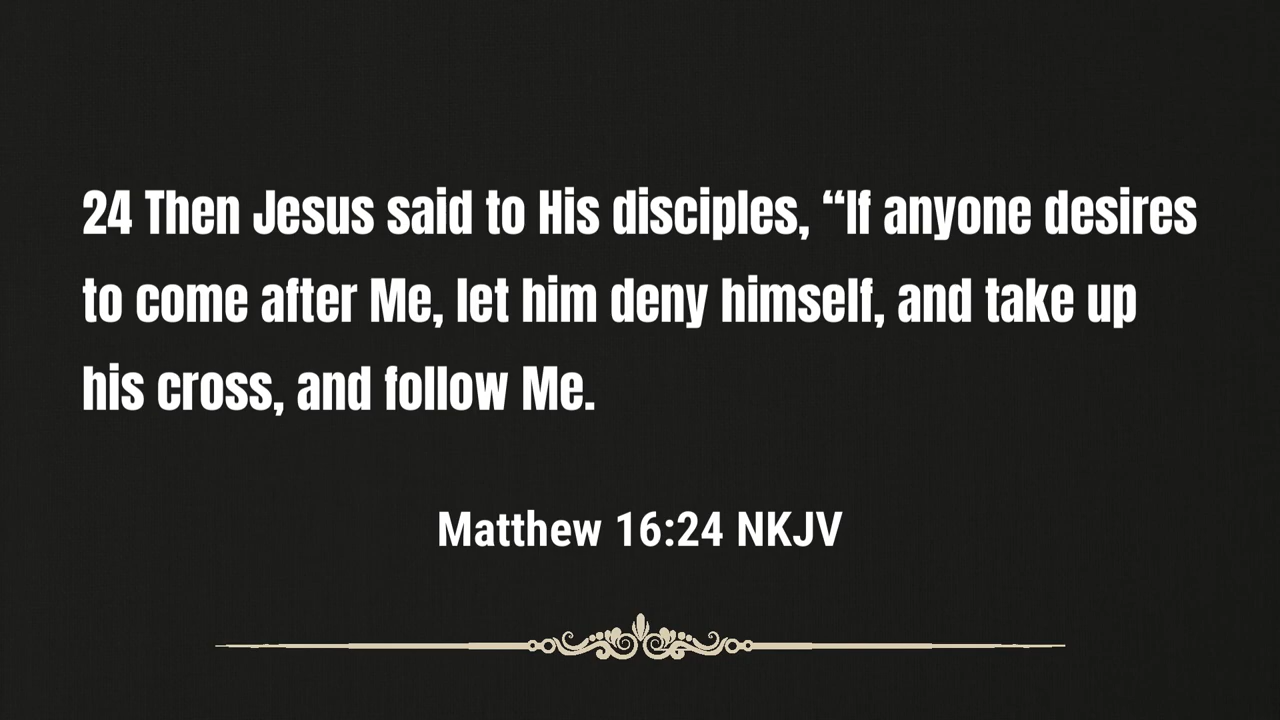 24 Then Jesus said to His disciples, “If anyone desires
to come after Me, let him deny himself, and take up
his cross, and follow Me.
Matthew 16:24 NKJV